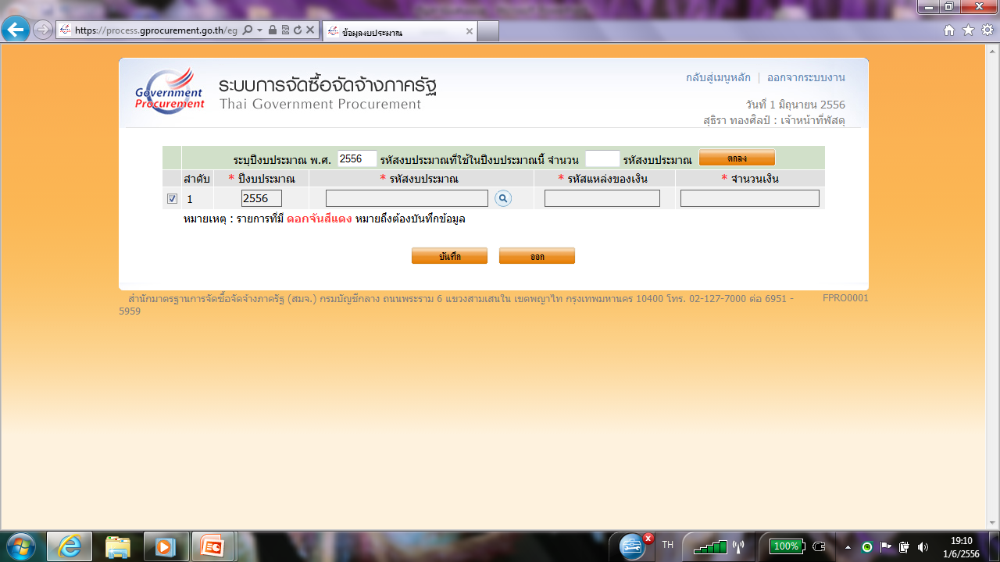 https://process.gprocurement.go.th/eg
ข้อมูลงบประมาณ
Government Procurement
ระบบการจัดซื้อจัดจ้างภาครัฐ
Thai Government Procurement
กลับสู่เมนูหลัก | ออกจากระบบงาน
วันที่ 1 มิถุนายน 2556
สุธิรา ทองศิลป์ : เจ้าหน้าที่พัสดุ
ระบุปีงบประมาณ พ.ศ. 2556 รหัสงบประมาณที่ใช้ในปีงบประมาณนี้ จำนวน รหัสงบประมาณ ตกลง
ลำดับ * ปีงบประมาณ * รหัสงบประมาณ * รหัสแหล่งของเงิน * จำนวนเงิน
1 2556
หมายเหตุ : รายการที่มี ดอกจันสีแดง หมายถึงต้องบันทึกข้อมูล
บันทึก ออก
สำนักมาตรฐานการจัดซื้อจัดจ้างภาครัฐ (สมจ.) กรมบัญชีกลาง ถนนพระราม 6 แขวงสามเสนใน เขตพญาไท กรุงเทพมหานคร 10400 โทร. 02-127-7000 ต่อ 6951 - 5959 FPRO0001
TH
100%
19:10
1/6/2556